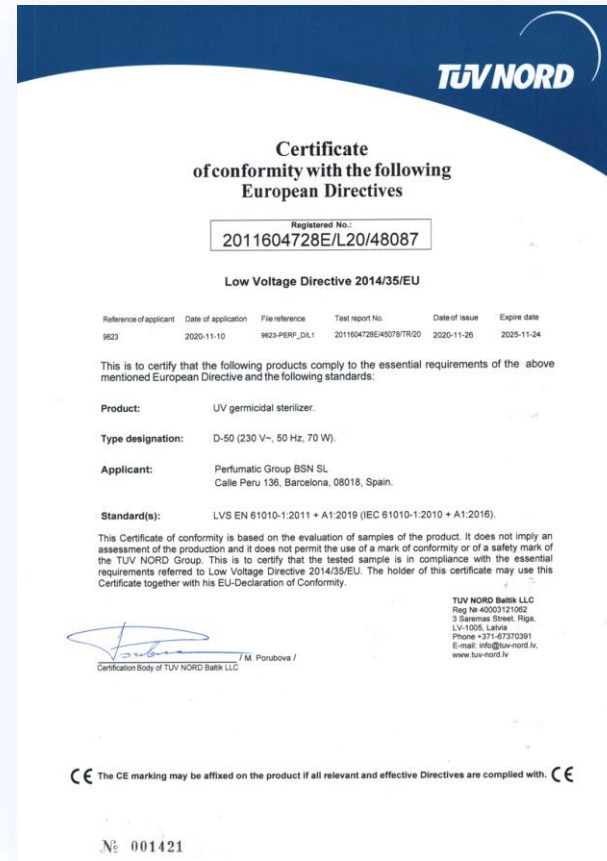 TÜV NORD
Certificate
of conformity with the following
European Directives
Registered No.:
2011604728E/L20/48087
Low Voltage Directive 2014/35/EU
Reference of applicant Date of application File reference Test report No. Date of issue Expire date
9623 2020-11-10 9623-PERF_D/L1 2011604728E/45078/TR/20 2020-11-26 2025-11-24
This is to certify that the following products comply to the essential requirements of the above
mentioned European Directive and the following standards:
Product: UV germicidal sterilizer.
Type designation: D-50 (230 V~, 50 Hz, 70 W).
Applicant: Perfumatic Group BSN SL
Calle Peru 136, Barcelona, 08018, Spain.
Standard(s): LVS EN 61010-1:2011 + A1:2019 (IEC 61010-1:2010 + A1:2016).
This Certificate of conformity is based on the evaluation of samples of the product. It does not imply an
assessment of the production and it does not permit the use of a mark of conformity or of a safety mark of
the TUV NORD Group. This is to certify that the tested sample is in compliance with the essential
requirements referred to Low Voltage Directive 2014/35/EU. The holder of this certificate may use this
Certificate together with his EU-Declaration of Conformity.
TUV NORD Baltik LLC
Reg № 40003121062
3 Saremas Street, Riga,
LV-1005, Latvia
Phone +371-67370391
E-mail: info@tuv-nord.lv,
www.tuv-nord.lv
/ M. Porubova /
Certification Body of TUV NORD Baltik LLC
CE The CE marking may be affixed on the product if all relevant and effective Directives are complied with. CE
№ 001421